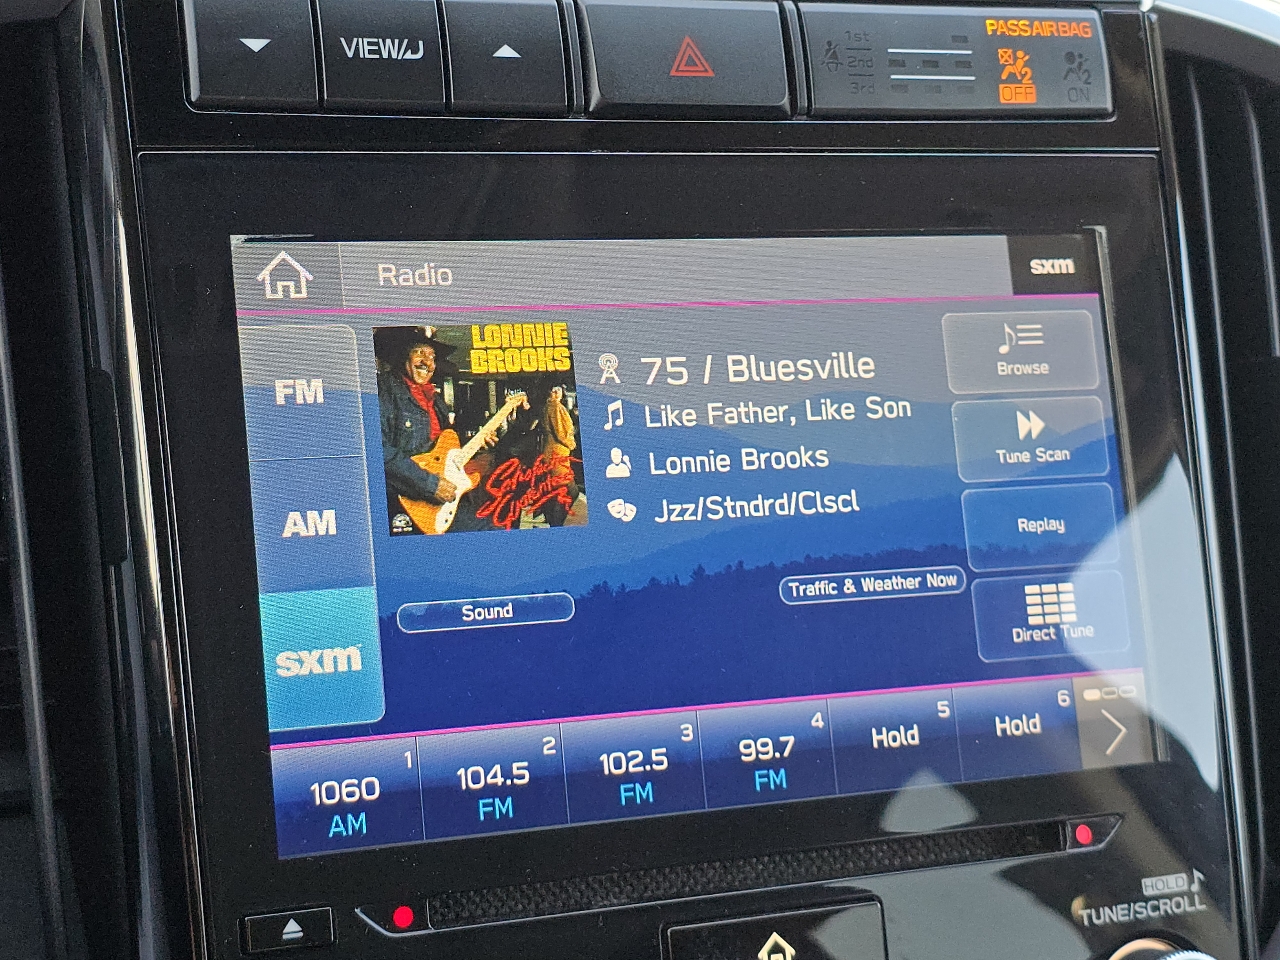 VIEW/
1st
2nd
3rd
PASS AIR BAG
2
OFF
2
ON
Radio
sxm
FM
AM
sxm
LONNIE
BROOKS
75 / Bluesville
Like Father, Like Son
Lonnie Brooks
Jzz/Stndrd/Clscl
Sound
Traffic & Weather Now
Browse
Tune Scan
Replay
Direct Tune
1
1060
AM
2
104.5
FM
3
102.5
FM
4
99.7
FM
5
Hold
6
Hold
HOLD
TUNE/SCROLL